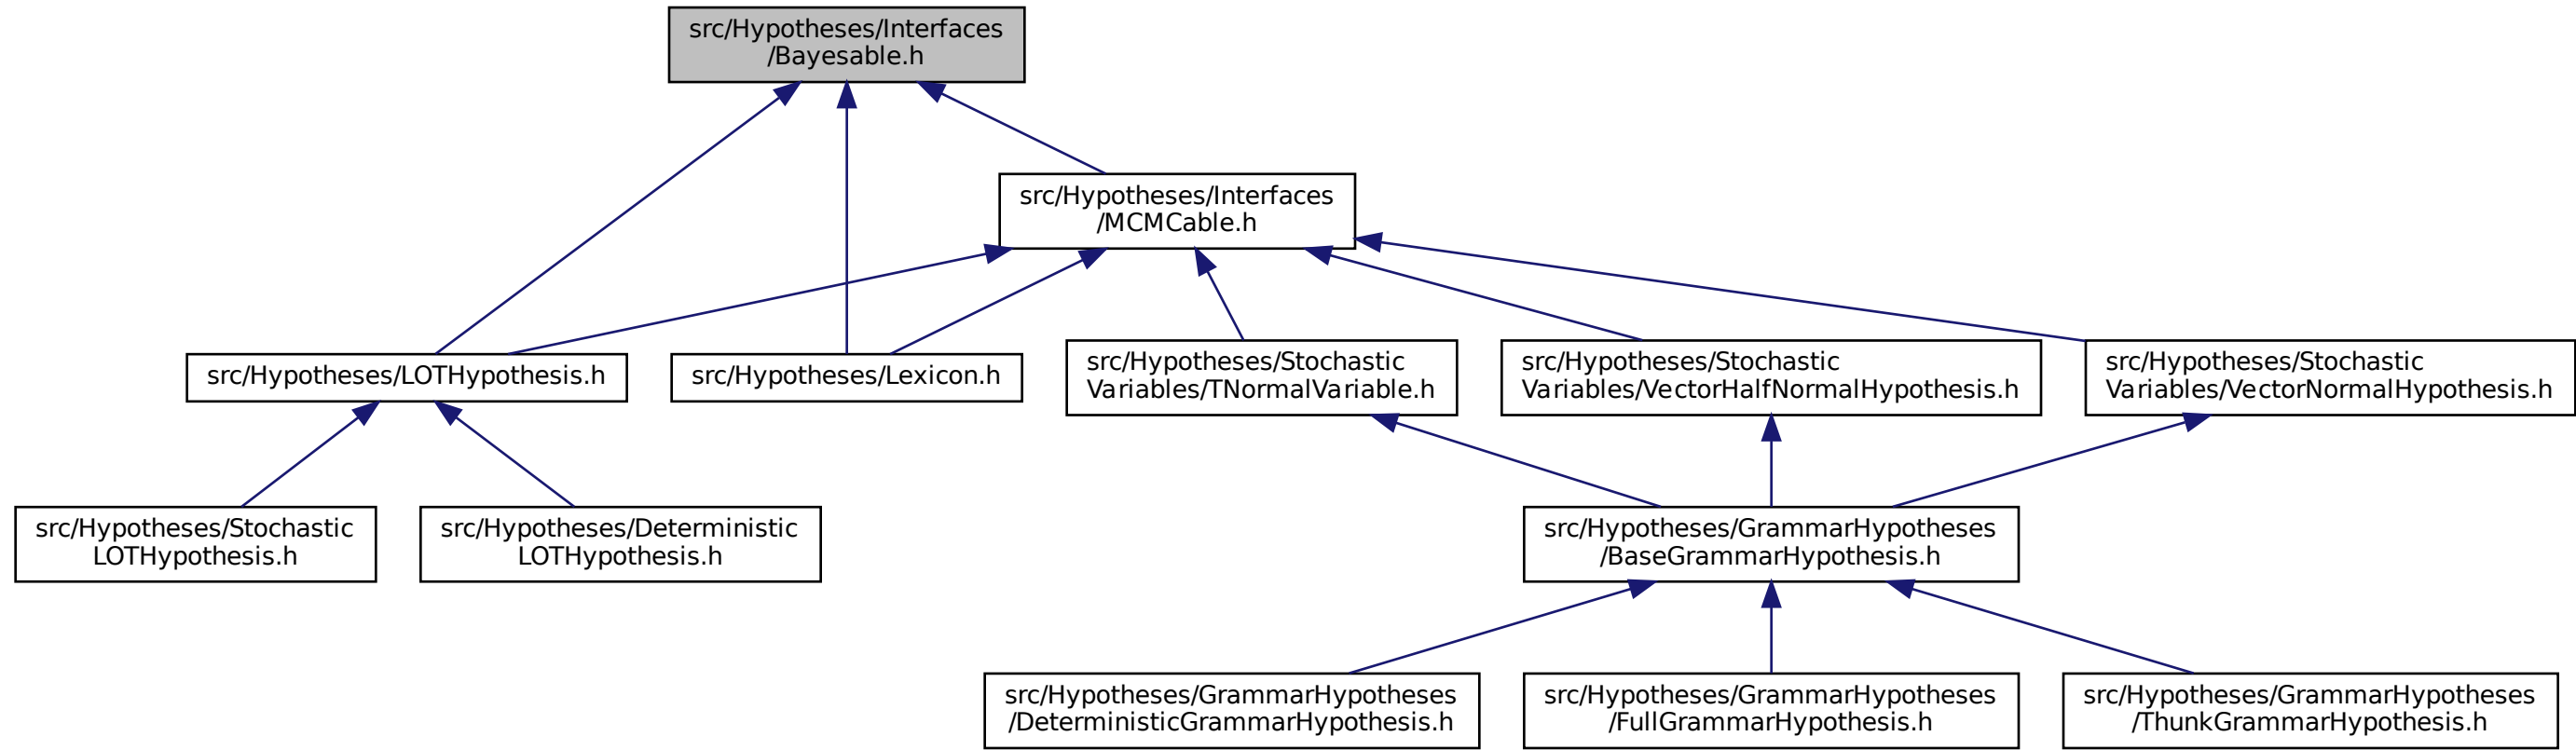 src/Hypotheses/Interfaces
/Bayesable.h
src/Hypotheses/Interfaces
/MCMCable.h
src/Hypotheses/LOTHypothesis.h
src/Hypotheses/Lexicon.h
src/Hypotheses/Stochastic
Variables/TNormalVariable.h
src/Hypotheses/Stochastic
Variables/VectorHalfNormalHypothesis.h
src/Hypotheses/Stochastic
Variables/VectorNormalHypothesis.h
src/Hypotheses/Stochastic
LOTHypothesis.h
src/Hypotheses/Deterministic
LOTHypothesis.h
src/Hypotheses/GrammarHypotheses
/BaseGrammarHypothesis.h
src/Hypotheses/GrammarHypotheses
/DeterministicGrammarHypothesis.h
src/Hypotheses/GrammarHypotheses
/FullGrammarHypothesis.h
src/Hypotheses/GrammarHypotheses
/ThunkGrammarHypothesis.h